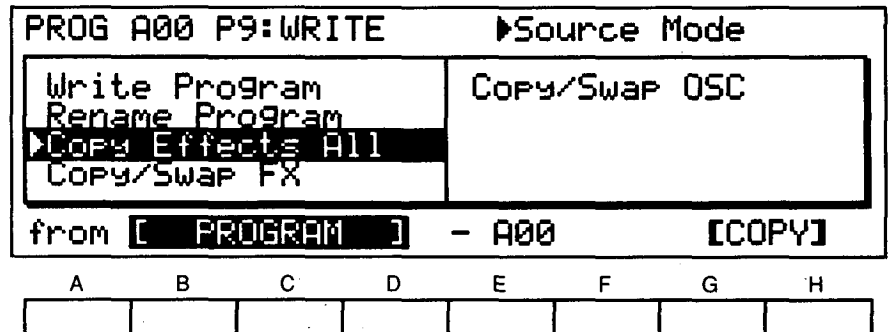 PROG A00 P9:WRITE ▶Source Mode
Write Program Copy/Swap OSC
Rename Program
▶Copy Effects All
Copy/Swap FX
from [ PROGRAM ] - A00 [COPY]
A B C D E F G H